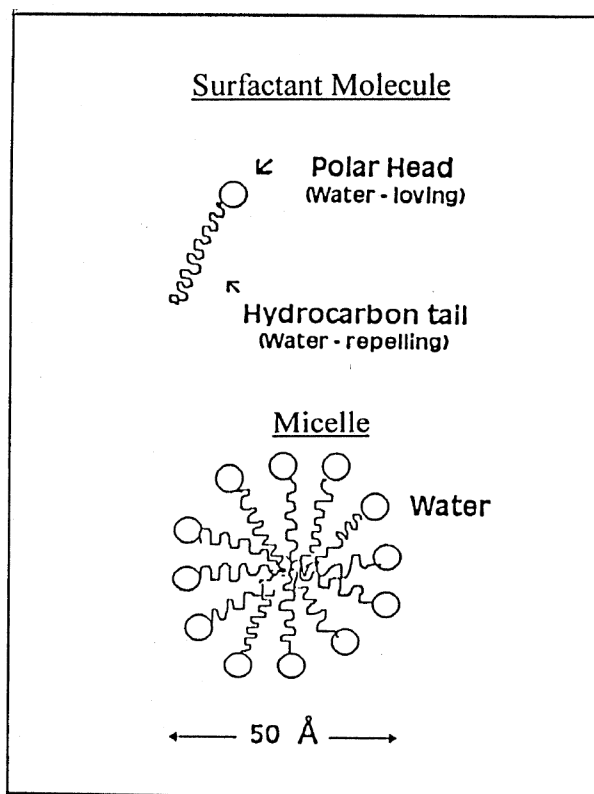 Surfactant Molecule
Polar Head
(Water - loving)
Hydrocarbon tail
(Water - repelling)
Micelle
Water
50 Å